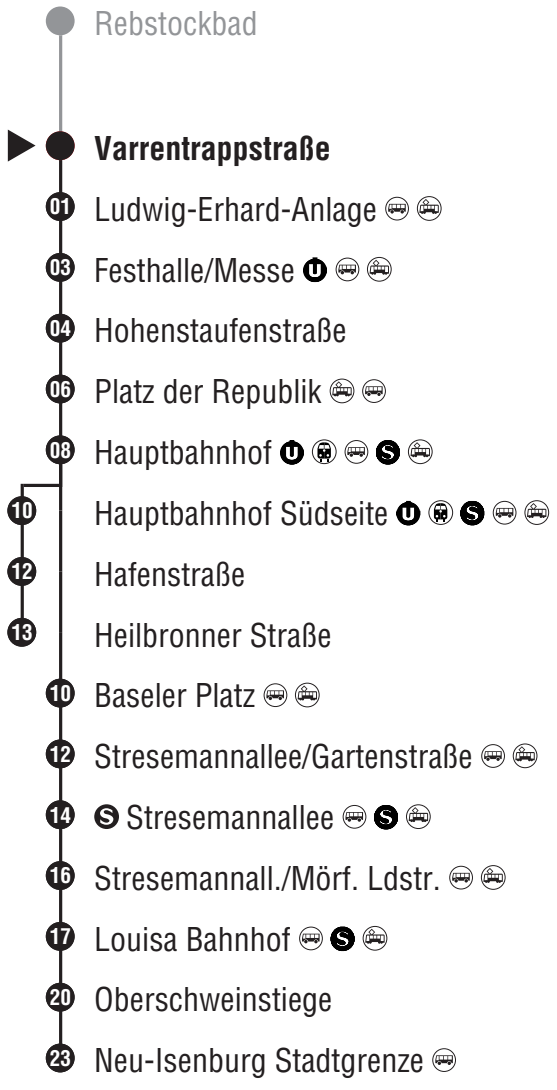 Rebstockbad
Varrentrappstraße
01 Ludwig-Erhard-Anlage
03 Festhalle/Messe U
04 Hohenstaufenstraße
06 Platz der Republik
08 Hauptbahnhof U S
10 Hauptbahnhof Südseite U S
12 Hafenstraße
13 Heilbronner Straße
10 Baseler Platz
12 Stresemannallee/Gartenstraße
14 S Stresemannallee S
16 Stresemannall./Mörf. Ldstr.
17 Louisa Bahnhof S
20 Oberschweinstiege
23 Neu-Isenburg Stadtgrenze